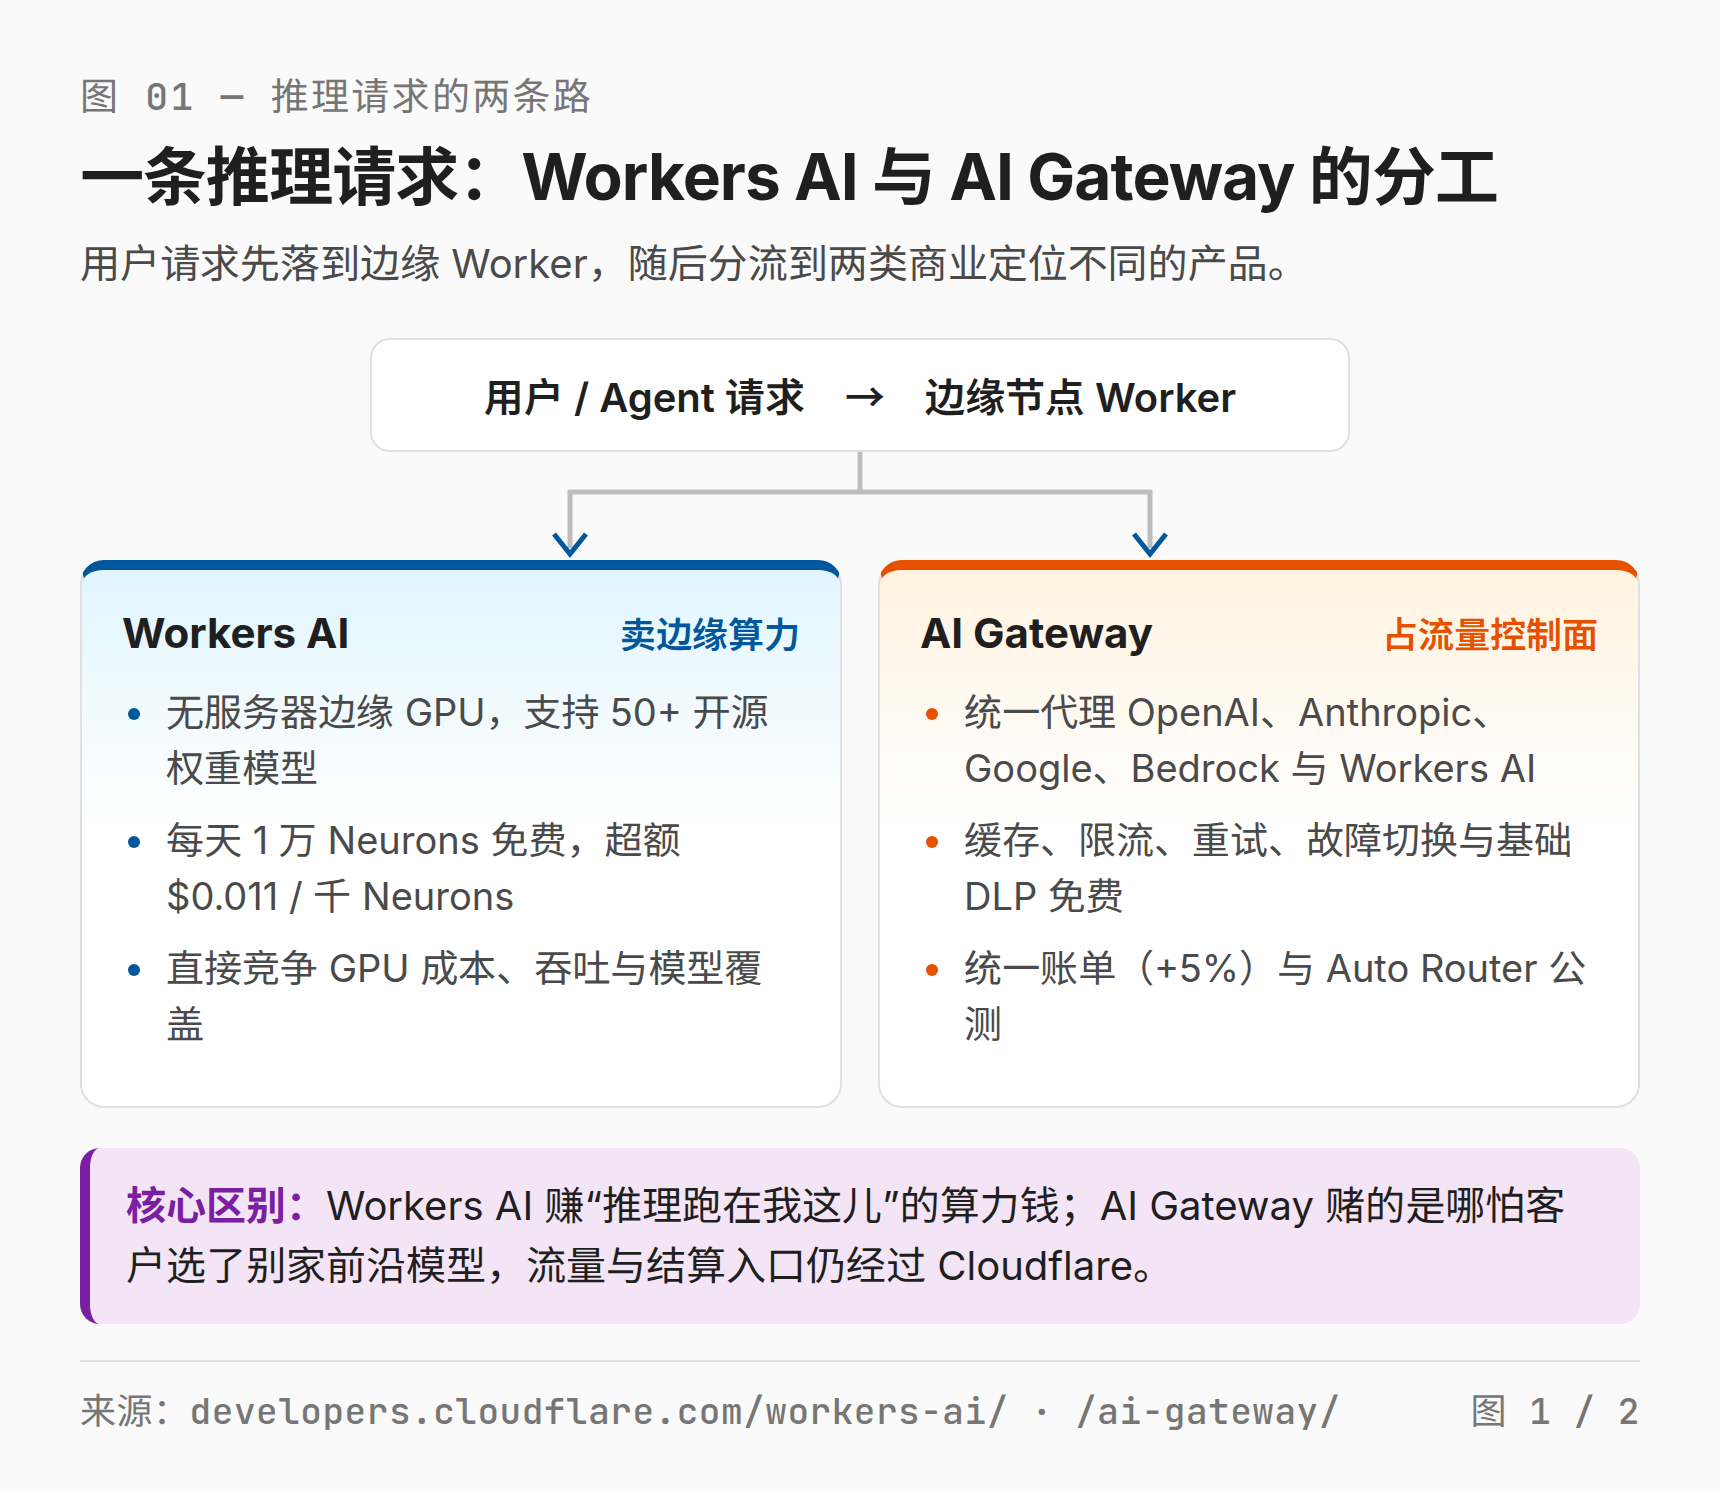 图 01 — 推理请求的两条路
一条推理请求：Workers AI 与 AI Gateway 的分工
用户请求先落到边缘 Worker，随后分流到两类商业定位不同的产品。
用户 / Agent 请求 → 边缘节点 Worker
Workers AI
卖边缘算力
• 无服务器边缘 GPU，支持 50+ 开源
权重模型
• 每天 1 万 Neurons 免费，超额
$0.011 / 千 Neurons
• 直接竞争 GPU 成本、吞吐与模型覆
盖
AI Gateway
占流量控制面
• 统一代理 OpenAI、Anthropic、
Google、Bedrock 与 Workers AI
• 缓存、限流、重试、故障切换与基础
DLP 免费
• 统一账单（+5%）与 Auto Router 公
测
核心区别：Workers AI 赚“推理跑在我这儿”的算力钱；AI Gateway 赌的是哪怕客
户选了别家前沿模型，流量与结算入口仍经过 Cloudflare。
来源：developers.cloudflare.com/workers-ai/ · /ai-gateway/
图 1 / 2